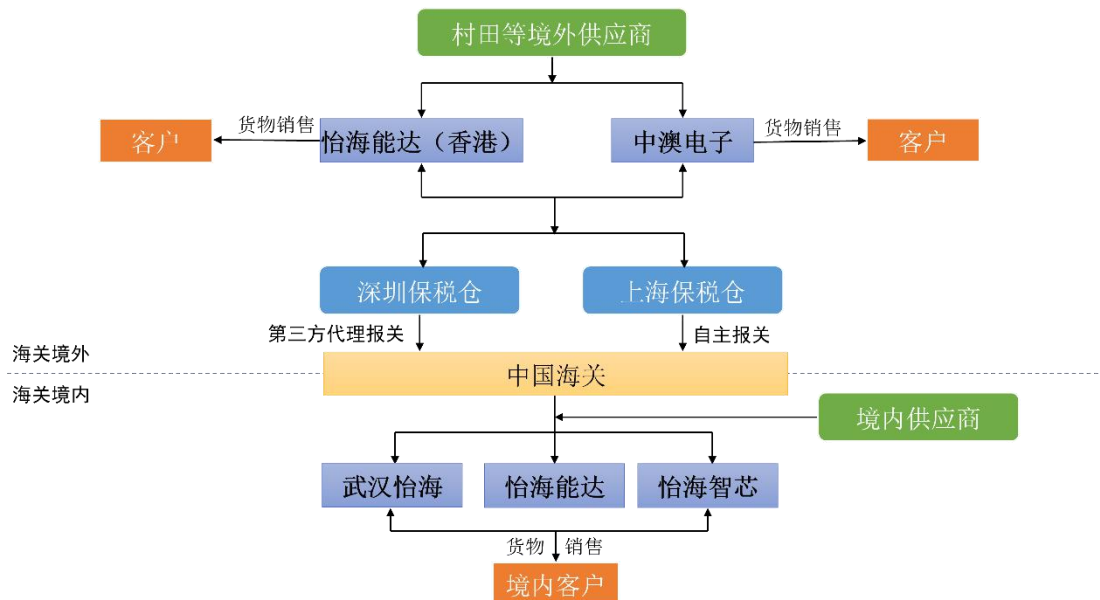 村田等境外供应商
货物销售
货物销售
客户
怡海能达（香港）
中澳电子
客户
深圳保税仓
上海保税仓
第三方代理报关
自主报关
海关境外
中国海关
海关境内
境内供应商
武汉怡海
怡海能达
怡海智芯
货物 销售
境内客户